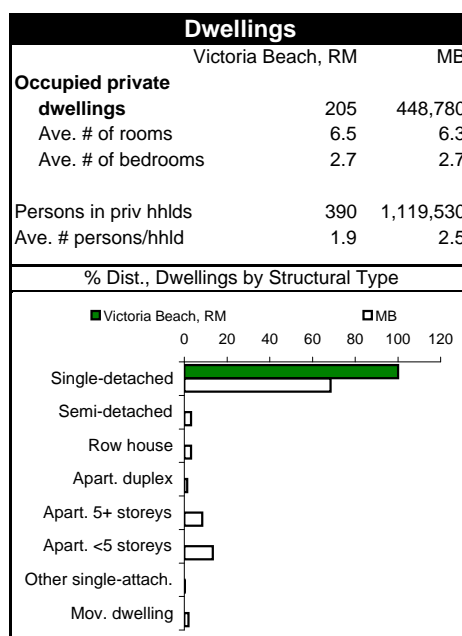 Dwellings
Victoria Beach, RM MB
Occupied private
dwellings 205 448,780
Ave. # of rooms 6.5 6.3
Ave. # of bedrooms 2.7 2.7
Persons in priv hhlds 390 1,119,530
Ave. # persons/hhld 1.9 2.5
% Dist., Dwellings by Structural Type
Victoria Beach, RM MB
0 20 40 60 80 100 120
Single-detached
Semi-detached
Row house
Apart. duplex
Apart. 5+ storeys
Apart. <5 storeys
Other single-attach.
Mov. dwelling